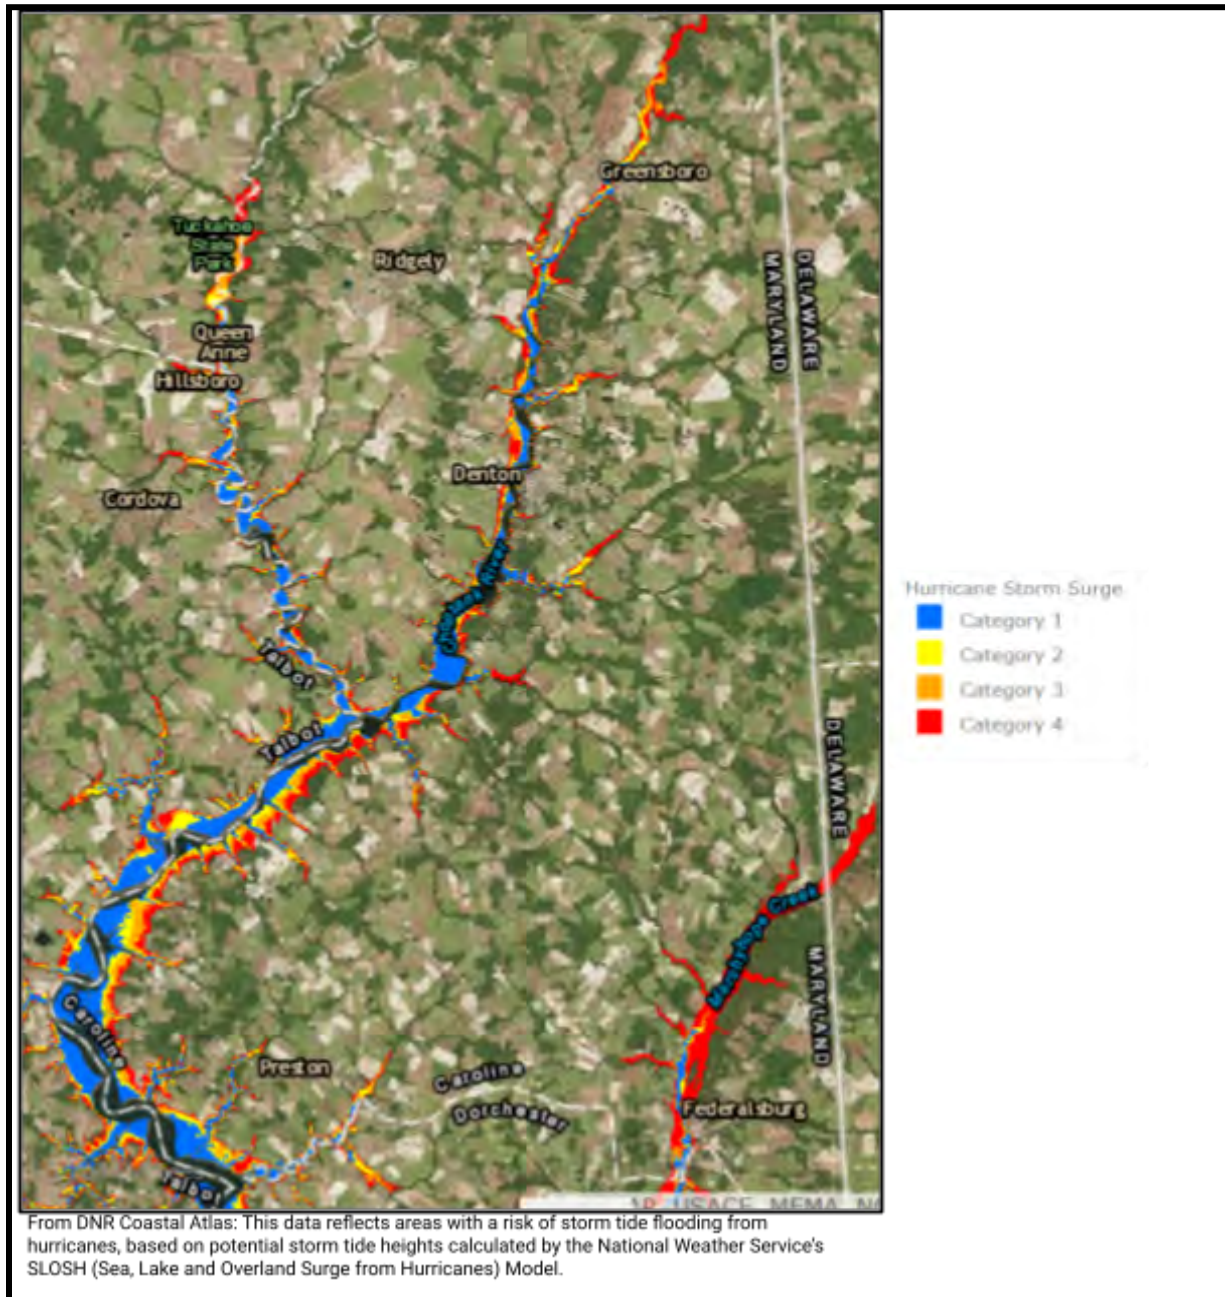 Greensboro
Tuckahoe
State
Park
Ridgely
DELAWARE
MARYLAND
Queen
Anne
Hillsboro
Denton
Cordova
Choptank River
Talbot
Talbot
DELAWARE
Marshyhope Creek
MARYLAND
Caroline
Preston
Caroline
Dorchester
Federalsburg
Talbot
USACE, MEMA,
Hurricane Storm Surge
Category 1
Category 2
Category 3
Category 4
From DNR Coastal Atlas: This data reflects areas with a risk of storm tide flooding from
hurricanes, based on potential storm tide heights calculated by the National Weather Service's
SLOSH (Sea, Lake and Overland Surge from Hurricanes) Model.